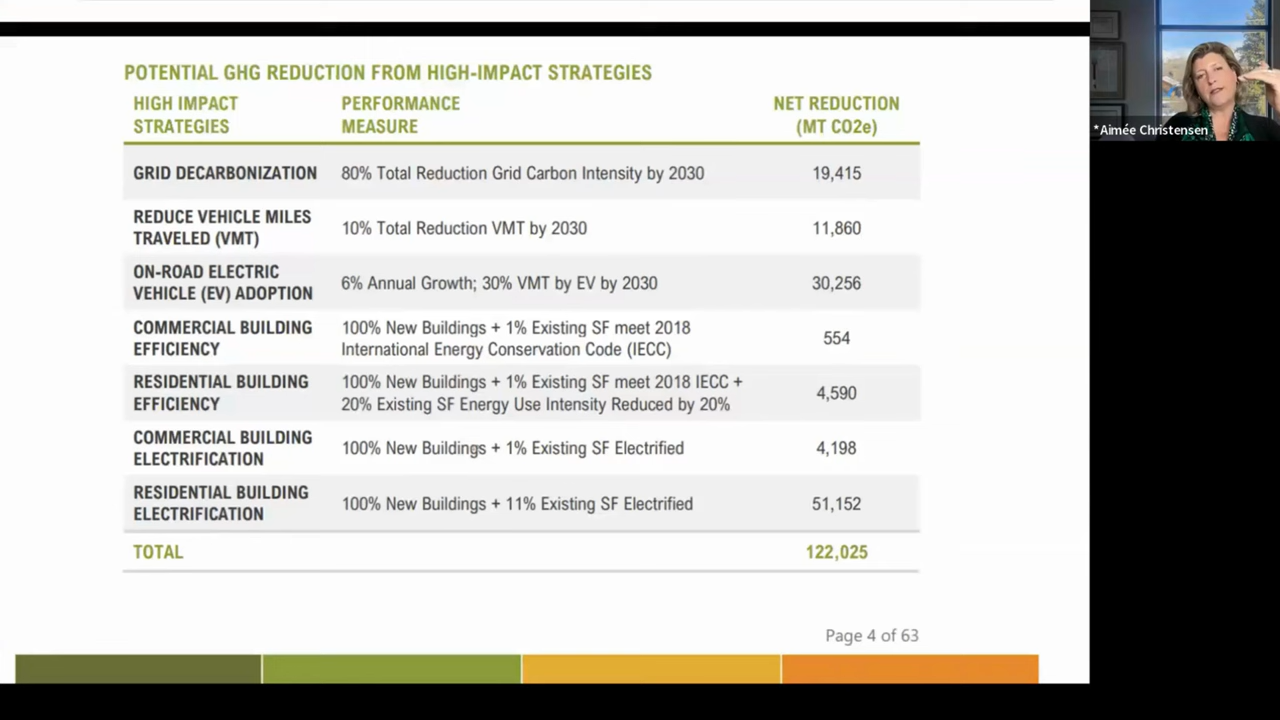 POTENTIAL GHG REDUCTION FROM HIGH-IMPACT STRATEGIES
HIGH IMPACT
STRATEGIES
PERFORMANCE
MEASURE
NET REDUCTION
(MT CO2e)
GRID DECARBONIZATION
80% Total Reduction Grid Carbon Intensity by 2030
19,415
REDUCE VEHICLE MILES
TRAVELED (VMT)
10% Total Reduction VMT by 2030
11,860
ON-ROAD ELECTRIC
VEHICLE (EV) ADOPTION
6% Annual Growth; 30% VMT by EV by 2030
30,256
COMMERCIAL BUILDING
EFFICIENCY
100% New Buildings + 1% Existing SF meet 2018
International Energy Conservation Code (IECC)
554
RESIDENTIAL BUILDING
EFFICIENCY
100% New Buildings + 1% Existing SF meet 2018 IECC +
20% Existing SF Energy Use Intensity Reduced by 20%
4,590
COMMERCIAL BUILDING
ELECTRIFICATION
100% New Buildings + 1% Existing SF Electrified
4,198
RESIDENTIAL BUILDING
ELECTRIFICATION
100% New Buildings + 11% Existing SF Electrified
51,152
TOTAL
122,025
Page 4 of 63
*Aimée Christensen